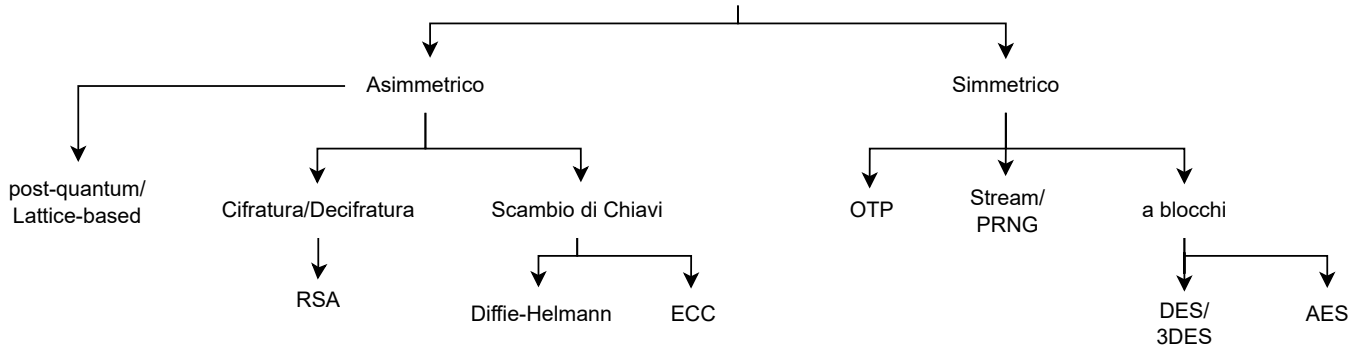 Asimmetrico
Simmetrico
post-quantum/
Lattice-based
Cifratura/Decifratura
Scambio di Chiavi
OTP
Stream/
PRNG
a blocchi
RSA
Diffie-Helmann
ECC
DES/
3DES
AES